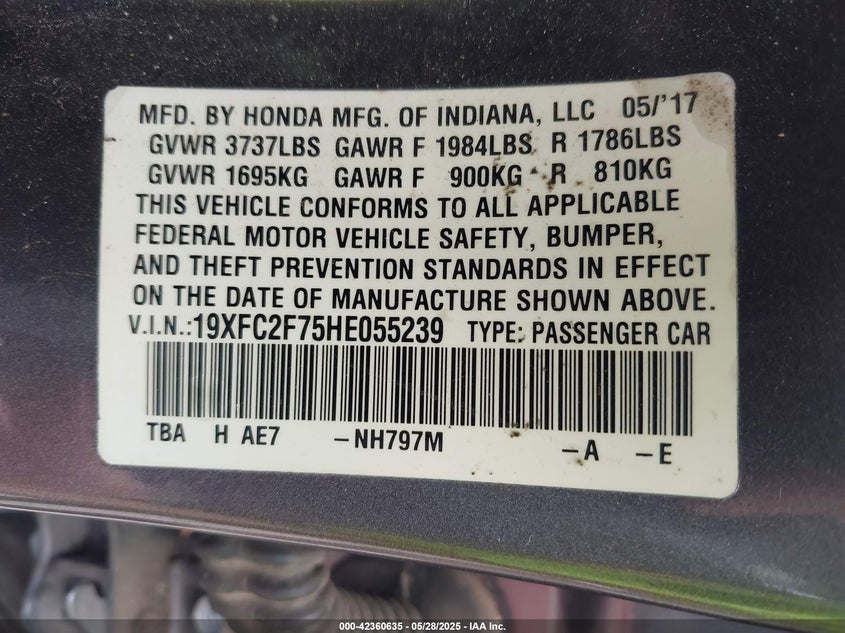 MFD. BY HONDA MFG. OF INDIANA, LLC 05/'17
GVWR 3737LBS GAWR F 1984LBS R 1786LBS
GVWR 1695KG GAWR F 900KG R 810KG
THIS VEHICLE CONFORMS TO ALL APPLICABLE
FEDERAL MOTOR VEHICLE SAFETY, BUMPER,
AND THEFT PREVENTION STANDARDS IN EFFECT
ON THE DATE OF MANUFACTURE SHOWN ABOVE.
V.I.N.:19XFC2F75HE055239 TYPE: PASSENGER CAR
TBA H AE7 -NH797M -A -E
000-42360635 - 05/28/2025 - IAA Inc.